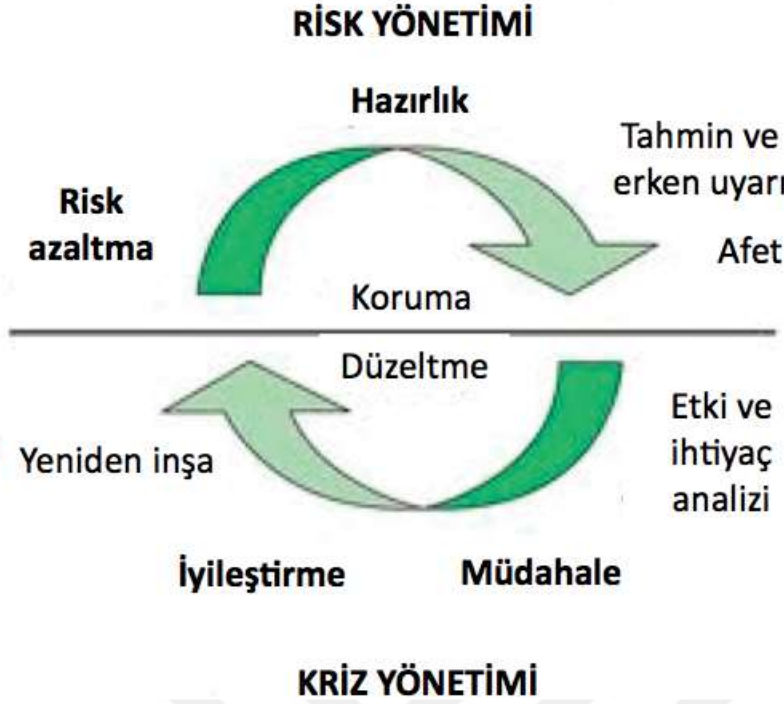 RİSK YÖNETİMİ
Hazırlık
Tahmin ve
erken uyarı
Risk
azaltma
Afet
Koruma
Düzeltme
Etki ve
ihtiyaç
analizi
Yeniden inşa
İyileştirme
Müdahale
KRİZ YÖNETİMİ